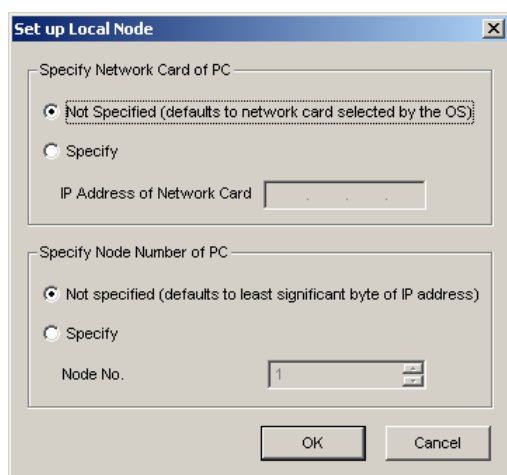 Set up Local Node
Specify Network Card of PC
Not Specified (defaults to network card selected by the OS)
Specify
IP Address of Network Card . . .
Specify Node Number of PC
Not specified (defaults to least significant byte of IP address)
Specify
Node No. 1
OK Cancel